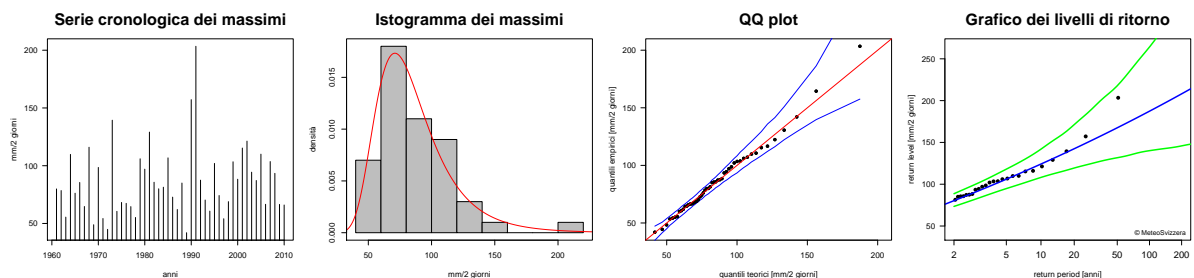 Serie cronologica dei massimi
mm/2 giorni
200
150
100
50
1960 1970 1980 1990 2000 2010
anni
Istogramma dei massimi
densità
0.015
0.010
0.005
0.000
50 100 150 200
mm/2 giorni
QQ plot
quantili empirici [mm/2 giorni]
200
150
100
50
50 100 150 200
quantili teorici [mm/2 giorni]
Grafico dei livelli di ritorno
return level [mm/2 giorni]
250
200
150
100
50
2 5 10 20 50 100 200
© MeteoSvizzera
return period [anni]